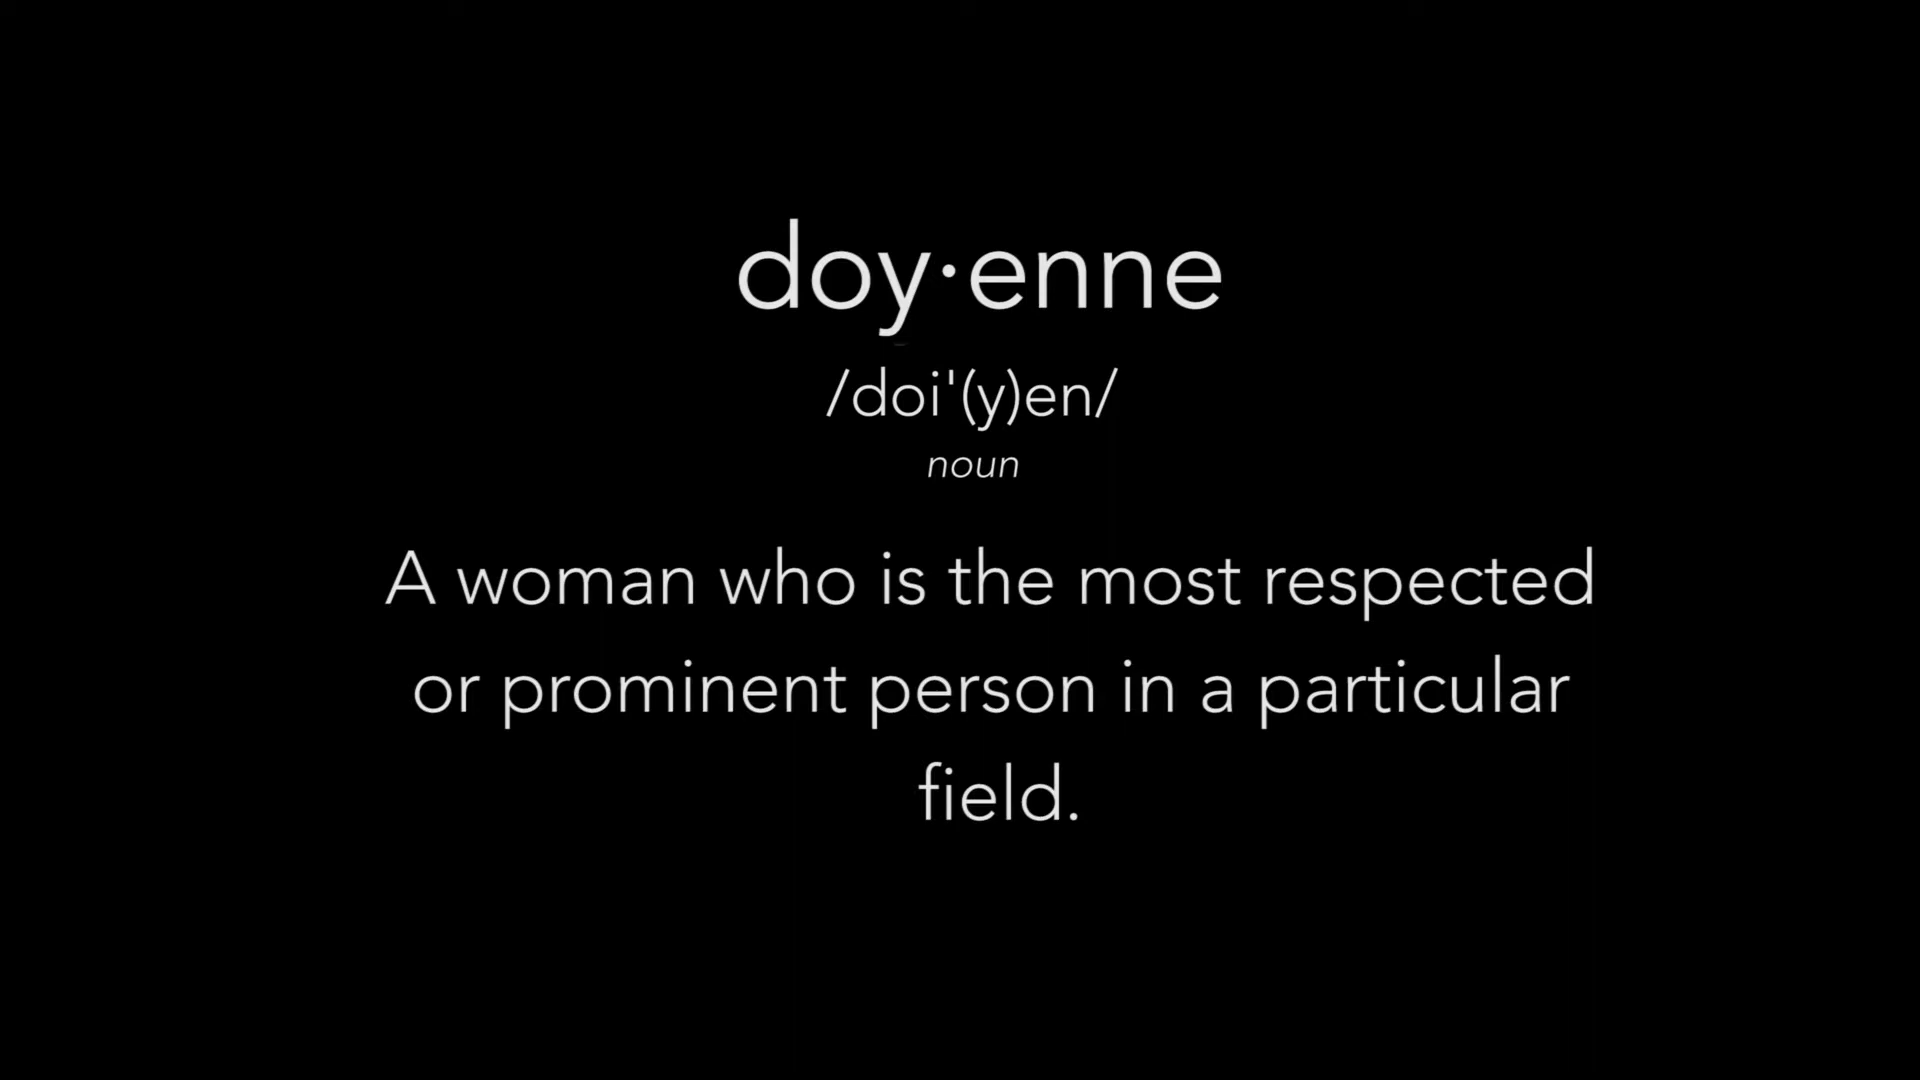 doy·enne
/doi'(y)en/
noun
A woman who is the most respected
or prominent person in a particular
field.